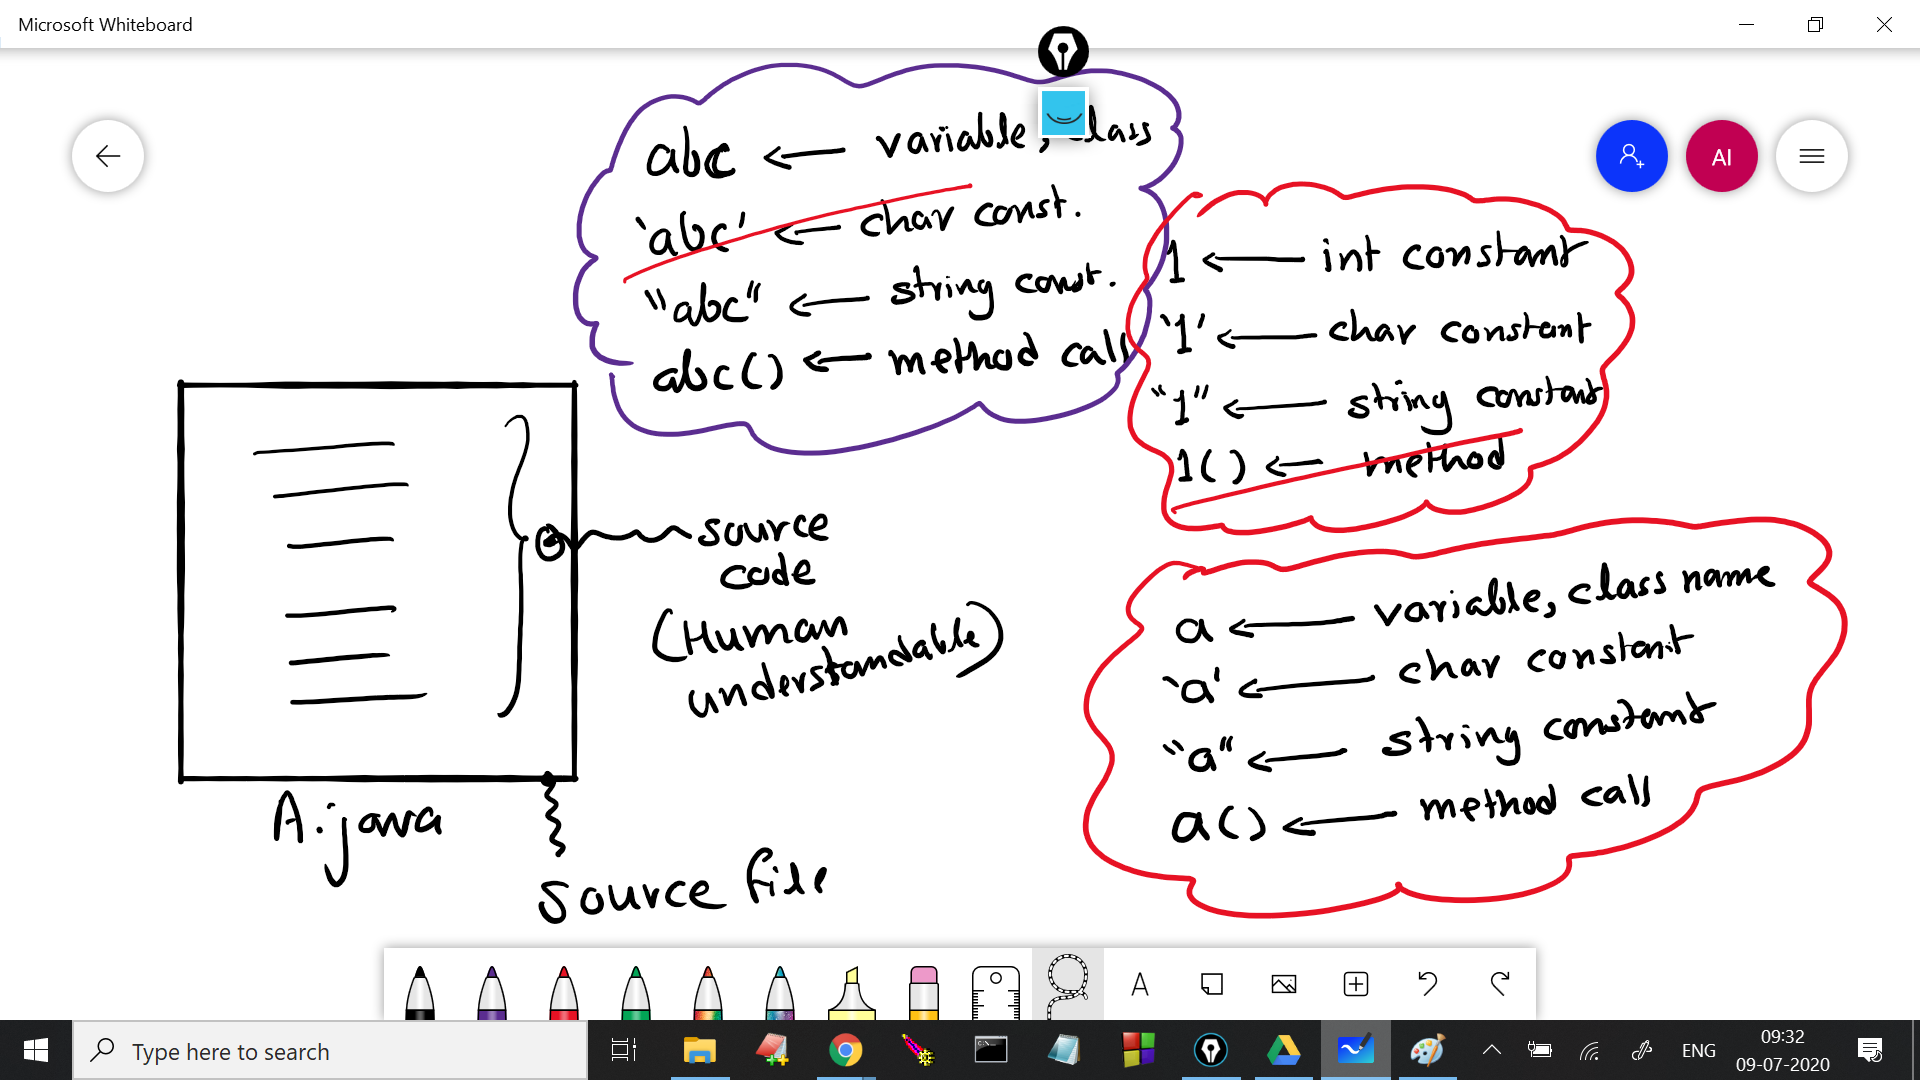 Microsoft Whiteboard
AI
abc ← variable, class
'abc' ← char const.
"abc" ← string const.
abc() ← method call
1 ← int constant
'1' ← char constant
"1" ← string constant
1() ← method
a ← variable, class name
'a' ← char constant
"a" ← string constant
a() ← method call
source
code
(Human
understandable)
A.java
source file
A
Type here to search
ENG
09:32
09-07-2020